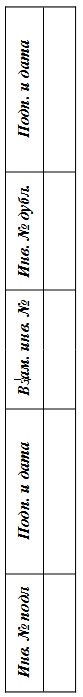 Подп. и дата
Инв. № дубл.
Взам. инв. №
Подп. и дата
Инв. № подл